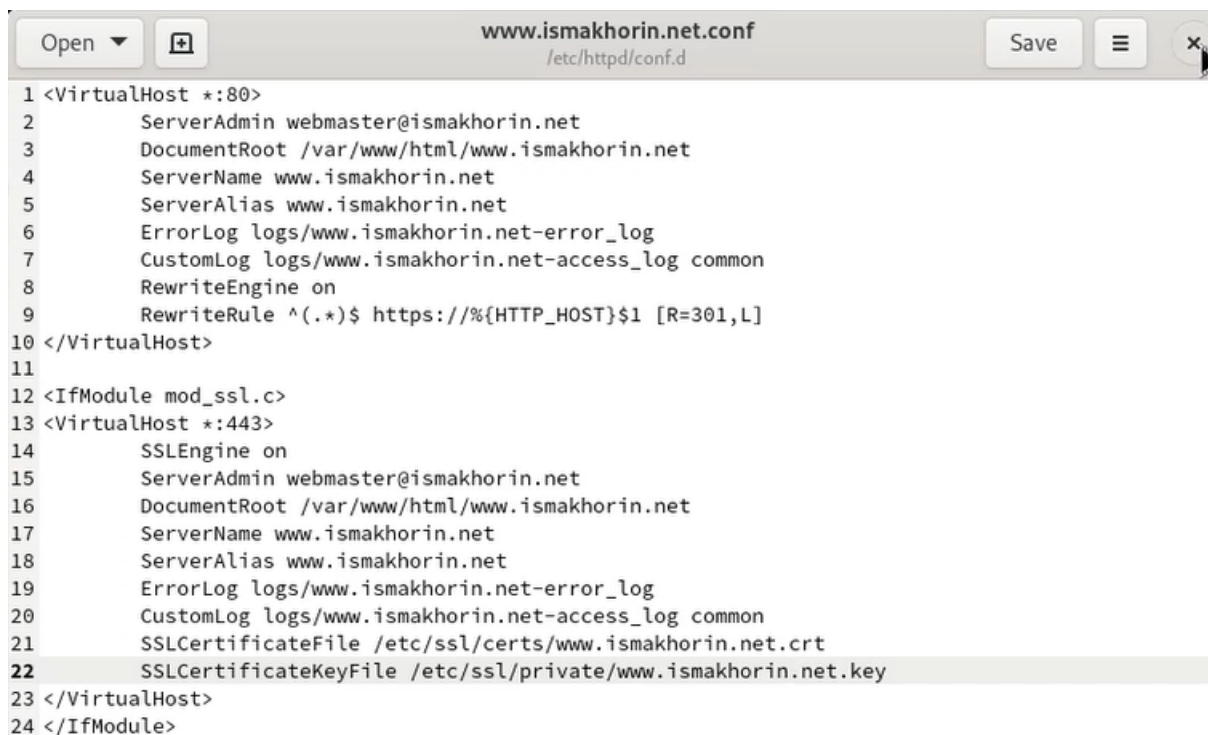 Open
www.ismakhorin.net.conf
/etc/httpd/conf.d
Save
1 <VirtualHost *:80>
2 ServerAdmin webmaster@ismakhorin.net
3 DocumentRoot /var/www/html/www.ismakhorin.net
4 ServerName www.ismakhorin.net
5 ServerAlias www.ismakhorin.net
6 ErrorLog logs/www.ismakhorin.net-error_log
7 CustomLog logs/www.ismakhorin.net-access_log common
8 RewriteEngine on
9 RewriteRule ^(.*)$ https://%{HTTP_HOST}$1 [R=301,L]
10 </VirtualHost>
11
12 <IfModule mod_ssl.c>
13 <VirtualHost *:443>
14 SSLEngine on
15 ServerAdmin webmaster@ismakhorin.net
16 DocumentRoot /var/www/html/www.ismakhorin.net
17 ServerName www.ismakhorin.net
18 ServerAlias www.ismakhorin.net
19 ErrorLog logs/www.ismakhorin.net-error_log
20 CustomLog logs/www.ismakhorin.net-access_log common
21 SSLCertificateFile /etc/ssl/certs/www.ismakhorin.net.crt
22 SSLCertificateKeyFile /etc/ssl/private/www.ismakhorin.net.key
23 </VirtualHost>
24 </IfModule>